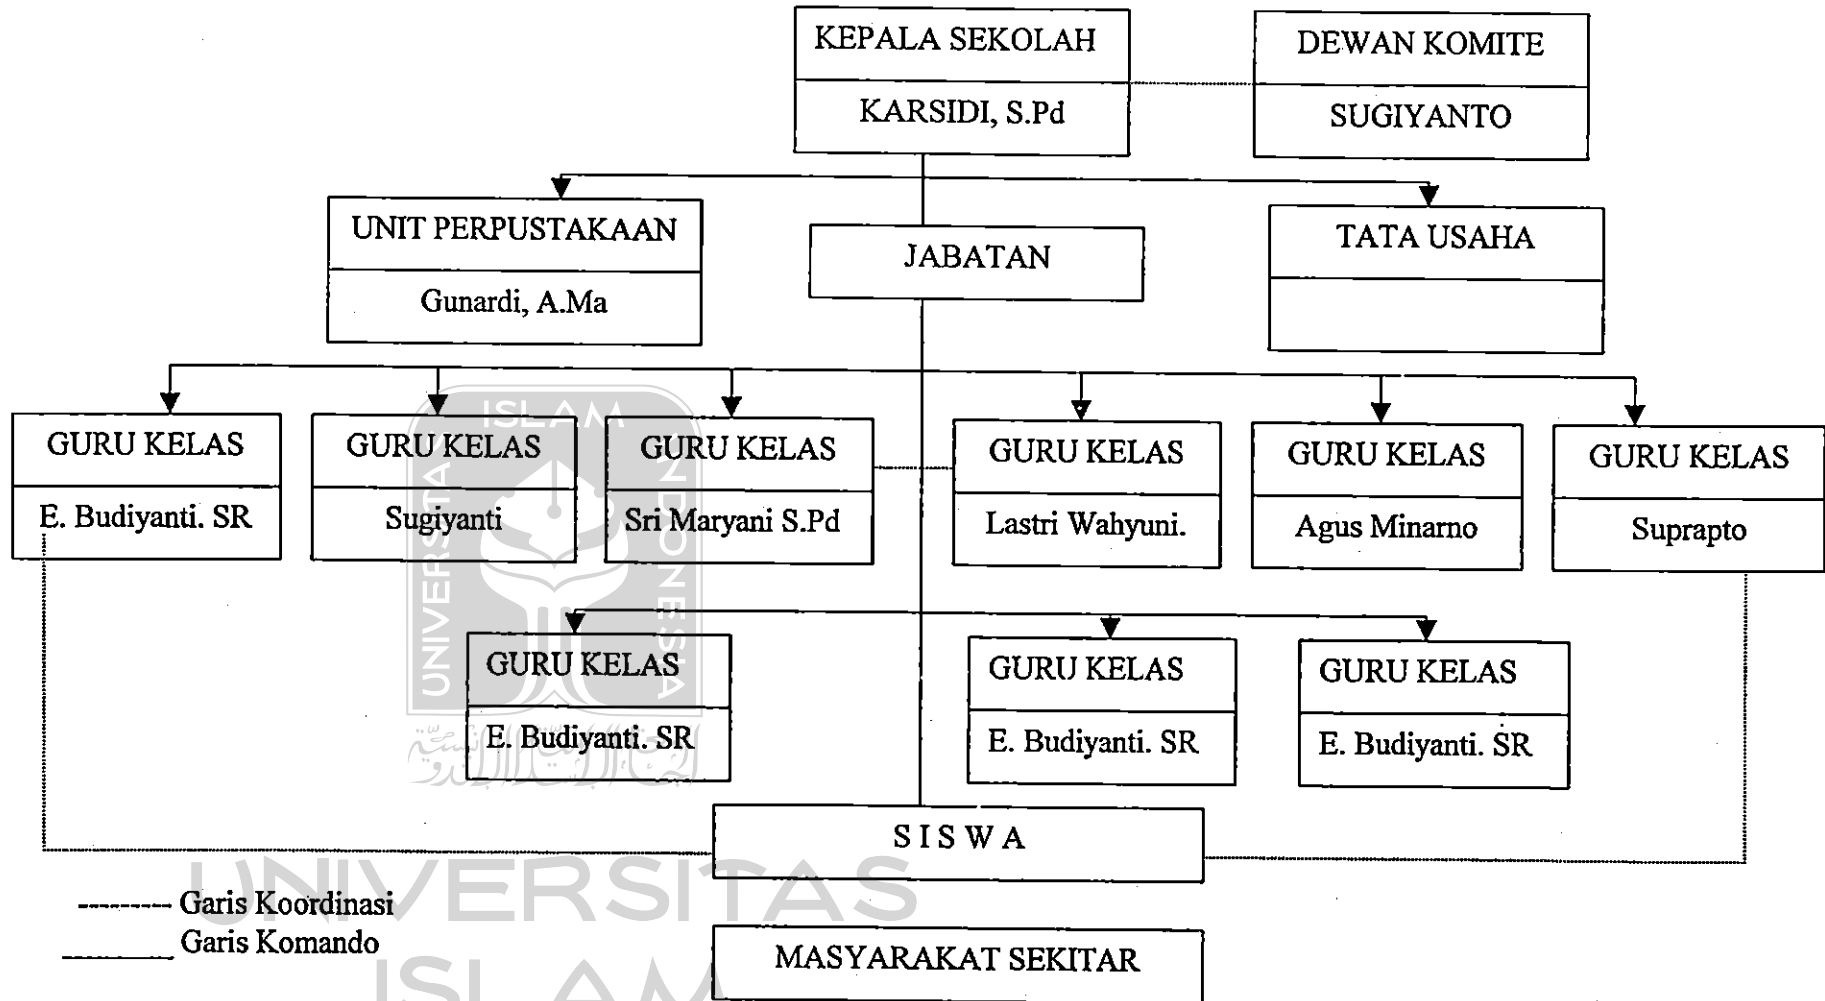 KEPALA SEKOLAH
DEWAN KOMITE
KARSIDI, S.Pd
SUGIYANTO
UNIT PERPUSTAKAAN
JABATAN
TATA USAHA
Gunardi, A.Ma
GURU KELAS
GURU KELAS
GURU KELAS
GURU KELAS
GURU KELAS
GURU KELAS
E. Budiyanti. SR
Sugiyanti
Sri Maryani S.Pd
Lastri Wahyuni.
Agus Minarno
Suprapto
GURU KELAS
GURU KELAS
GURU KELAS
E. Budiyanti. SR
E. Budiyanti. SR
E. Budiyanti. SR
S I S W A
--------- Garis Koordinasi
________ Garis Komando
MASYARAKAT SEKITAR
UNIVERSITAS
ISLAM
INDONESIA
UNIVERSITAS
ISLAM